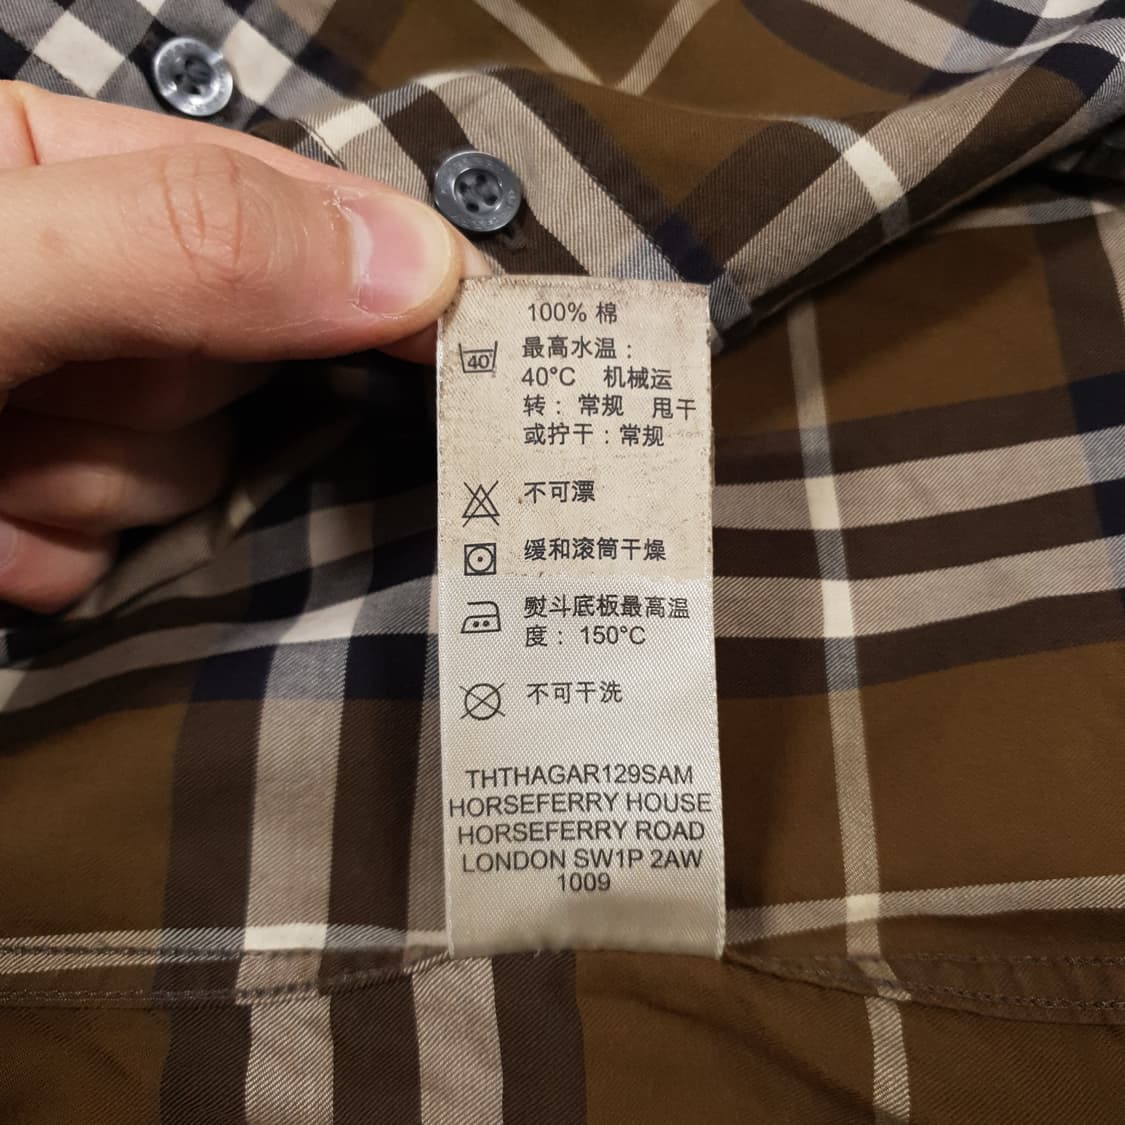 100% 棉
40
最高水温：
40°C 机械运
转：常规 甩干
或拧干：常规
不可漂
缓和滚筒干燥
熨斗底板最高温
度：150°C
不可干洗
THTHAGAR129SAM
HORSEFERRY HOUSE
HORSEFERRY ROAD
LONDON SW1P 2AW
1009